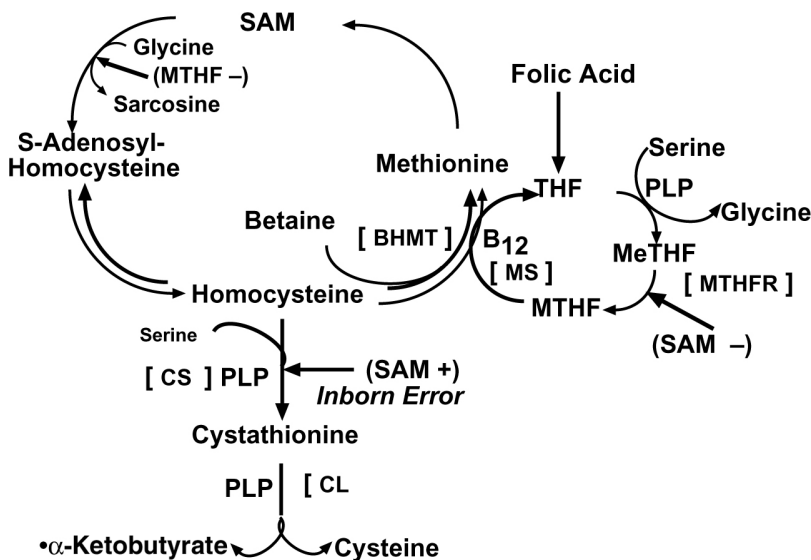 SAM
Glycine
(MTHF –)
Sarcosine
Folic Acid
S-Adenosyl-
Homocysteine
Methionine
THF
Serine
PLP
Glycine
Betaine
[ BHMT ]
B12
[ MS ]
MeTHF
[ MTHFR ]
Homocysteine
MTHF
(SAM –)
Serine
[ CS ] PLP
(SAM +)
Inborn Error
Cystathionine
PLP
[ CL
•α-Ketobutyrate
Cysteine